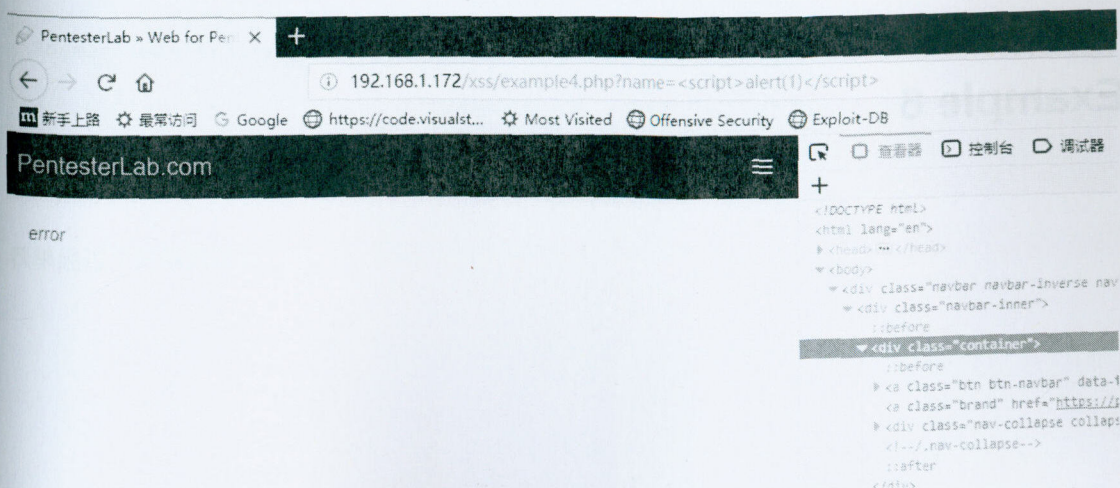 PentesterLab » Web for Pen
192.168.1.172/xss/example4.php?name=<script>alert(1)</script>
新手上路 最常访问 Google https://code.visualst... Most Visited Offensive Security Exploit-DB
PentesterLab.com
查看器 控制台 调试器
error
<!DOCTYPE html>
<html lang="en">
<head> ··· </head>
<body>
<div class="navbar navbar-inverse nav
<div class="navbar-inner">
::before
<div class="container">
::before
<a class="btn btn-navbar" data-t
<a class="brand" href="https://p
<div class="nav-collapse collaps
<!--/.nav-collapse-->
::after
</div>